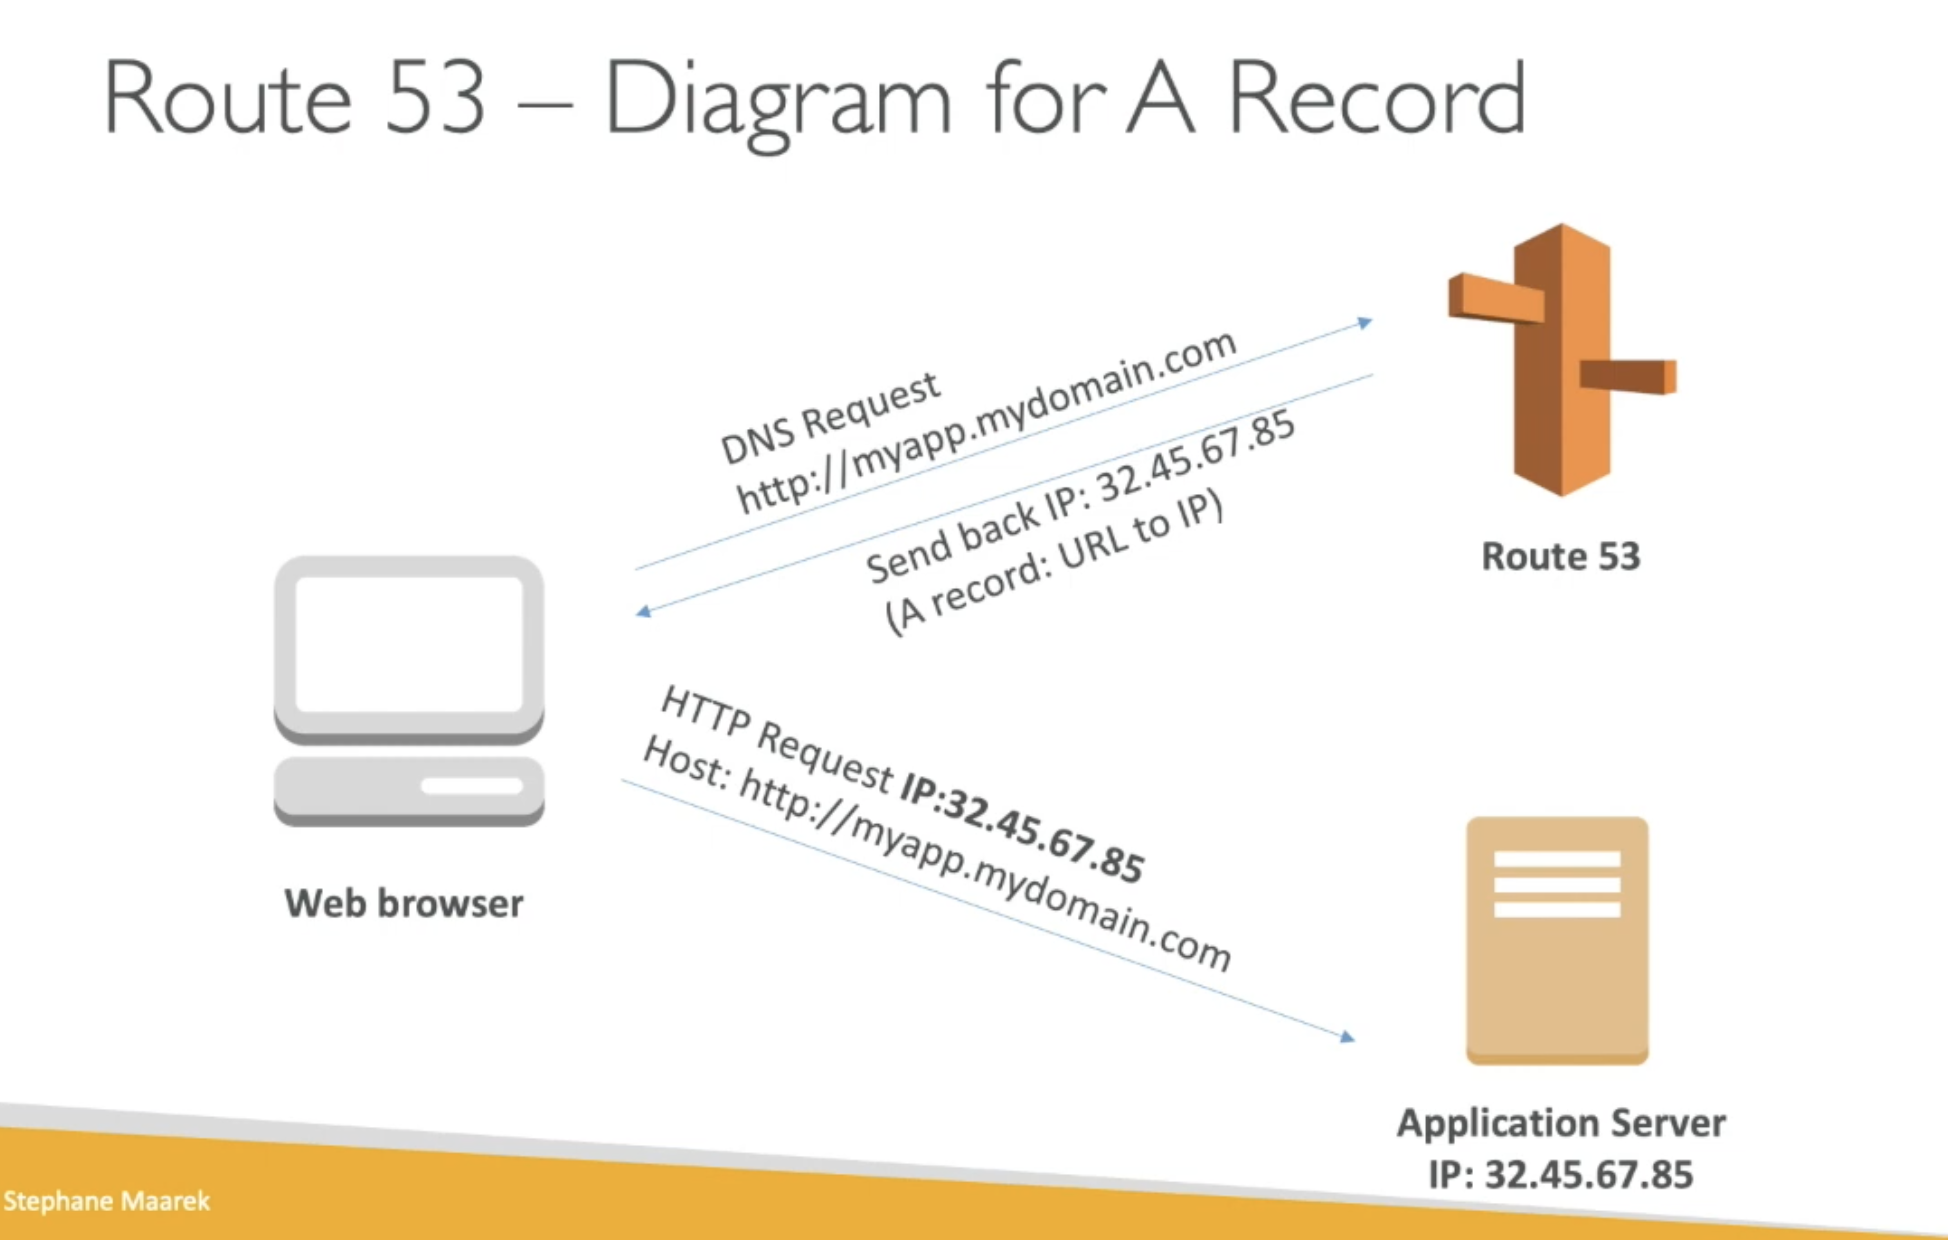 Route 53 – Diagram for A Record
DNS Request
http://myapp.mydomain.com
Send back IP: 32.45.67.85
(A record: URL to IP)
Route 53
HTTP Request IP:32.45.67.85
Host: http://myapp.mydomain.com
Web browser
Application Server
IP: 32.45.67.85
Stephane Maarek